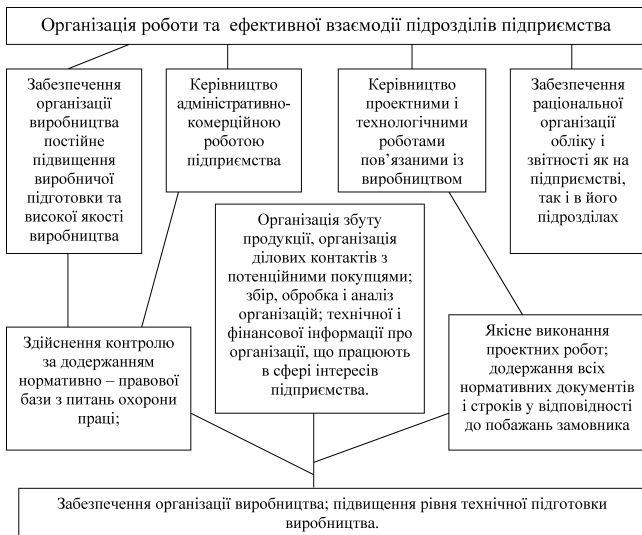 Організація роботи та ефективної взаємодії підрозділів підприємства
Забезпечення
організації
виробництва
постійне
підвищення
виробничої
підготовки та
високої якості
виробництва
Керівництво
адміністративно-
комерційною
роботою
підприємства
Керівництво
проектними і
технологічними
роботами
пов’язаними із
виробництвом
Забезпечення
раціональної
організації
обліку і
звітності як на
підприємстві,
так і в його
підрозділах
Організація збуту
продукції, організація
ділових контактів з
потенційними покупцями;
збір, обробка і аналіз
організацій; технічної і
фінансової інформації про
організації, що працюють
в сфері інтересів
підприємства.
Здійснення контролю
за додержанням
нормативно – правової
бази з питань охорони
праці;
Якісне виконання
проектних робот;
додержання всіх
нормативних документів
і строків у відповідності
до побажань замовника
Забезпечення організації виробництва; підвищення рівня технічної підготовки
виробництва.